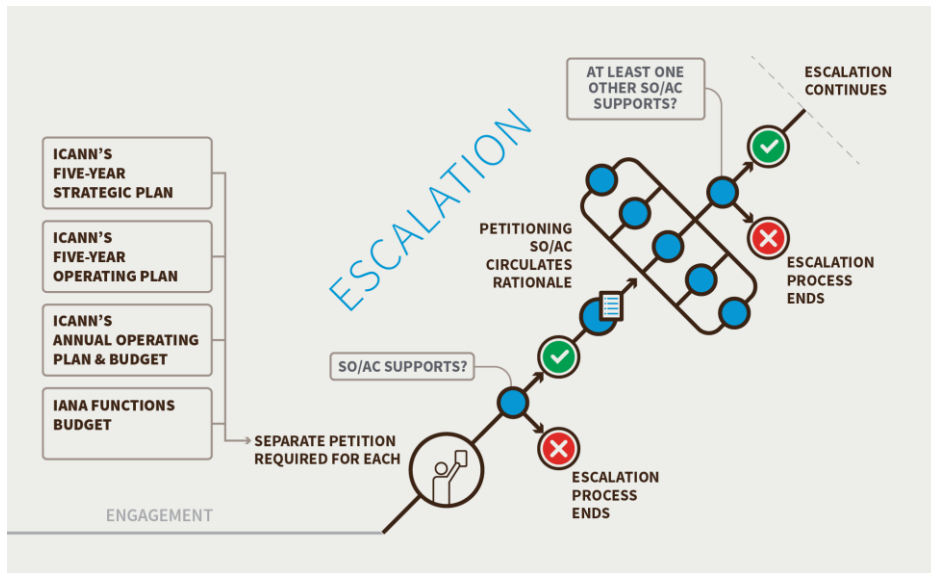 ICANN'S
FIVE-YEAR
STRATEGIC PLAN
ICANN'S
FIVE-YEAR
OPERATING PLAN
ICANN'S
ANNUAL OPERATING
PLAN & BUDGET
IANA FUNCTIONS
BUDGET
SEPARATE PETITION
REQUIRED FOR EACH
ENGAGEMENT
ESCALATION
SO/AC SUPPORTS?
ESCALATION
PROCESS
ENDS
PETITIONING
SO/AC
CIRCULATES
RATIONALE
AT LEAST ONE
OTHER SO/AC
SUPPORTS?
ESCALATION
PROCESS
ENDS
ESCALATION
CONTINUES